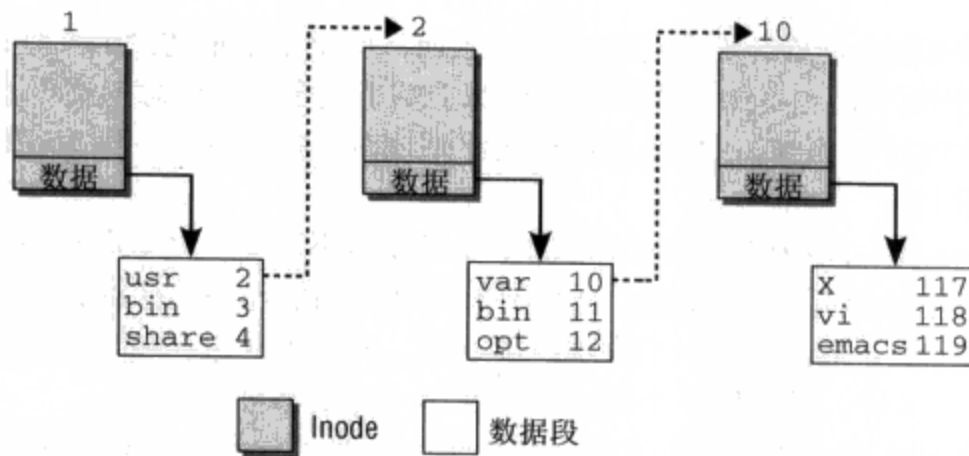 1
2
10
数据
数据
数据
usr 2
bin 3
share 4
var 10
bin 11
opt 12
X 117
vi 118
emacs 119
Inode
数据段